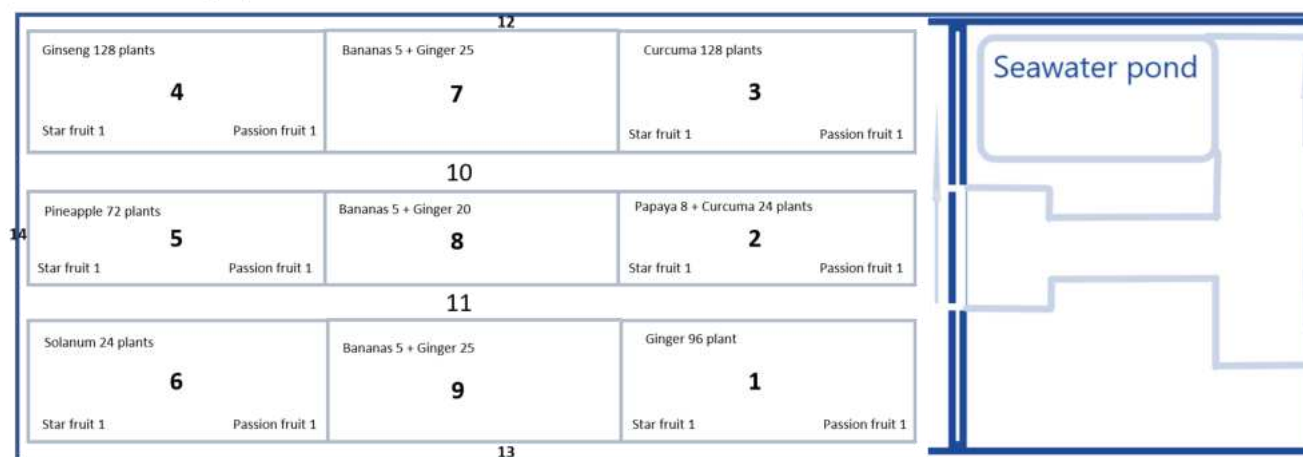 12
Ginseng 128 plants
4
Star fruit 1 Passion fruit 1
Bananas 5 + Ginger 25
7
Curcuma 128 plants
3
Star fruit 1 Passion fruit 1
Seawater pond
10
14
Pineapple 72 plants
5
Star fruit 1 Passion fruit 1
Bananas 5 + Ginger 20
8
Papaya 8 + Curcuma 24 plants
2
Star fruit 1 Passion fruit 1
11
Solanum 24 plants
6
Star fruit 1 Passion fruit 1
Bananas 5 + Ginger 25
9
Ginger 96 plant
1
Star fruit 1 Passion fruit 1
13